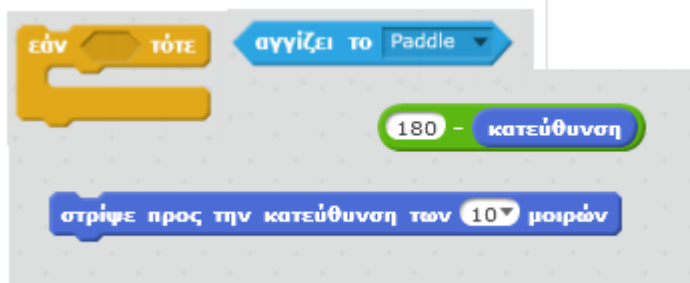 εάν τότε αγγίζει το Paddle
180 - κατεύθυνση
στρίψε προς την κατεύθυνση των 10 μοιρών